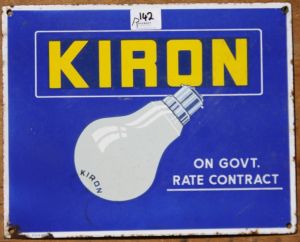 142
KIRON
KIRON
ON GOVT.
RATE CONTRACT